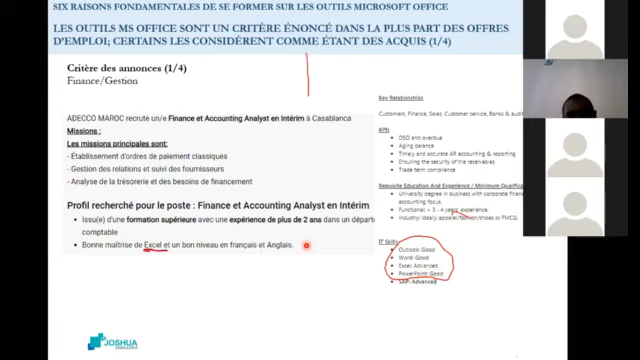 SIX RAISONS FONDAMENTALES DE SE FORMER SUR LES OUTILS MICROSOFT OFFICE
LES OUTILS MS OFFICE SONT UN CRITÈRE ÉNONCÉ DANS LA PLUS PART DES OFFRES
D'EMPLOI; CERTAINS LES CONSIDÈRENT COMME ÉTANT DES ACQUIS (1/4)
Critère des annonces (1/4)
Finance/Gestion
ADECCO MAROC recrute un/e Finance et Accounting Analyst en Intérim à Casablanca
Missions :
Les missions principales sont:
- Établissement d'ordres de paiement classiques
- Gestion des relations et suivi des fournisseurs
- Analyse de la trésorerie et des besoins de financement
Profil recherché pour le poste : Finance et Accounting Analyst en Intérim
Issu(e) d'une formation supérieure avec une expérience de plus de 2 ans dans un départe
comptable
Bonne maîtrise de Excel et un bon niveau en français et Anglais.
Key Relationships
Customers, Finance, Sales, Customer service, Banks & audit
KPIs
DSO and overdue
Aging balance
Timely and accurate AR accounting & reporting
Ensuring the security of the receivables
Trade term compliance
Requisite Education And Experience / Minimum Qualifica
University degree in business with corporate financ
accounting focus.
Functional: + 3 - 4 years' experience.
Industry: ideally apparel/fashion/shoes or FMCG
IT Skills
Outlook: Good
Word: Good
Excel: Advanced
PowerPoint: Good
SAP: Advanced
JOSHUA